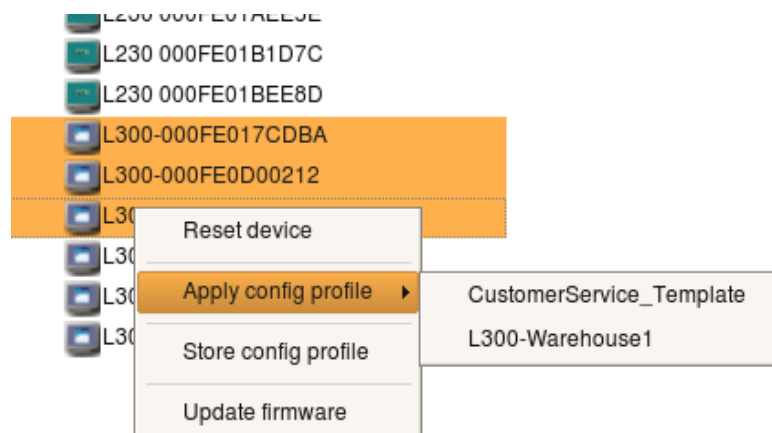 L230 000FE01B1D7C
L230 000FE01BEE8D
L300-000FE017CDBA
L300-000FE0D00212
Reset device
Apply config profile
CustomerService_Template
L300-Warehouse1
Store config profile
Update firmware